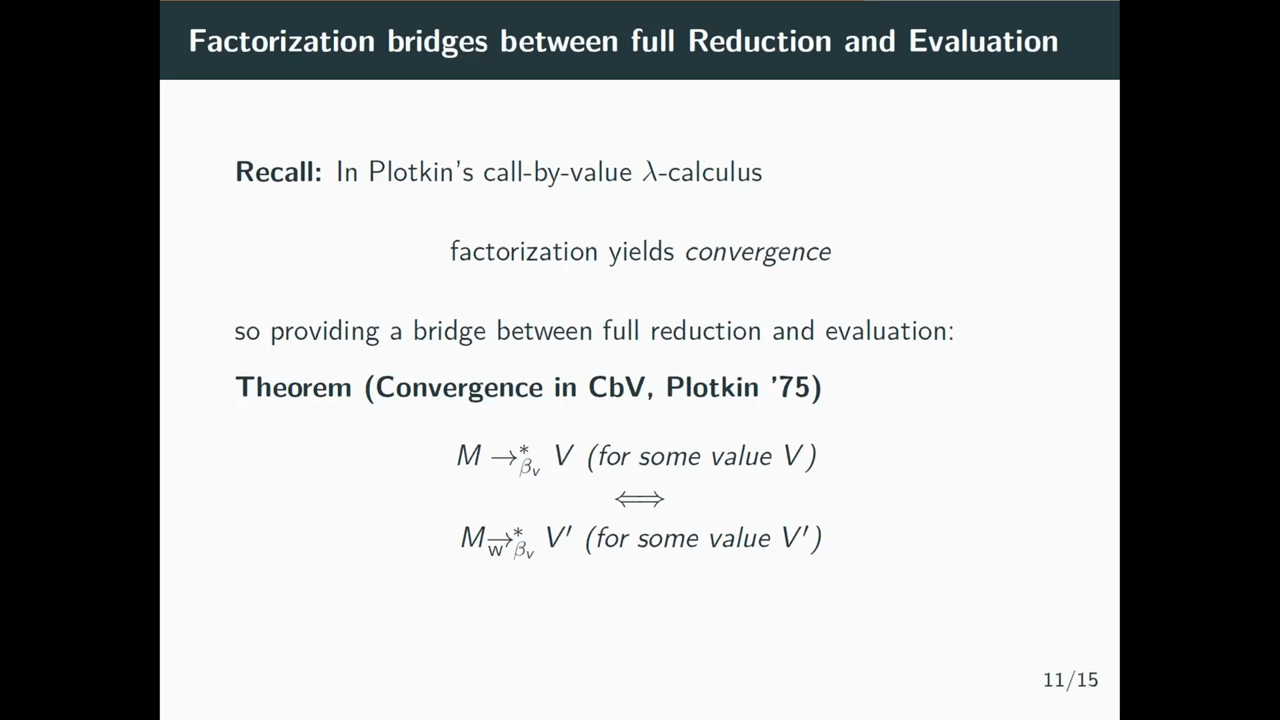 Factorization bridges between full Reduction and Evaluation
Recall: In Plotkin's call-by-value λ-calculus
factorization yields convergence
so providing a bridge between full reduction and evaluation:
Theorem (Convergence in CbV, Plotkin '75)
M →*βv V (for some value V)
⟺
M →w*βv V′ (for some value V′)
11/15